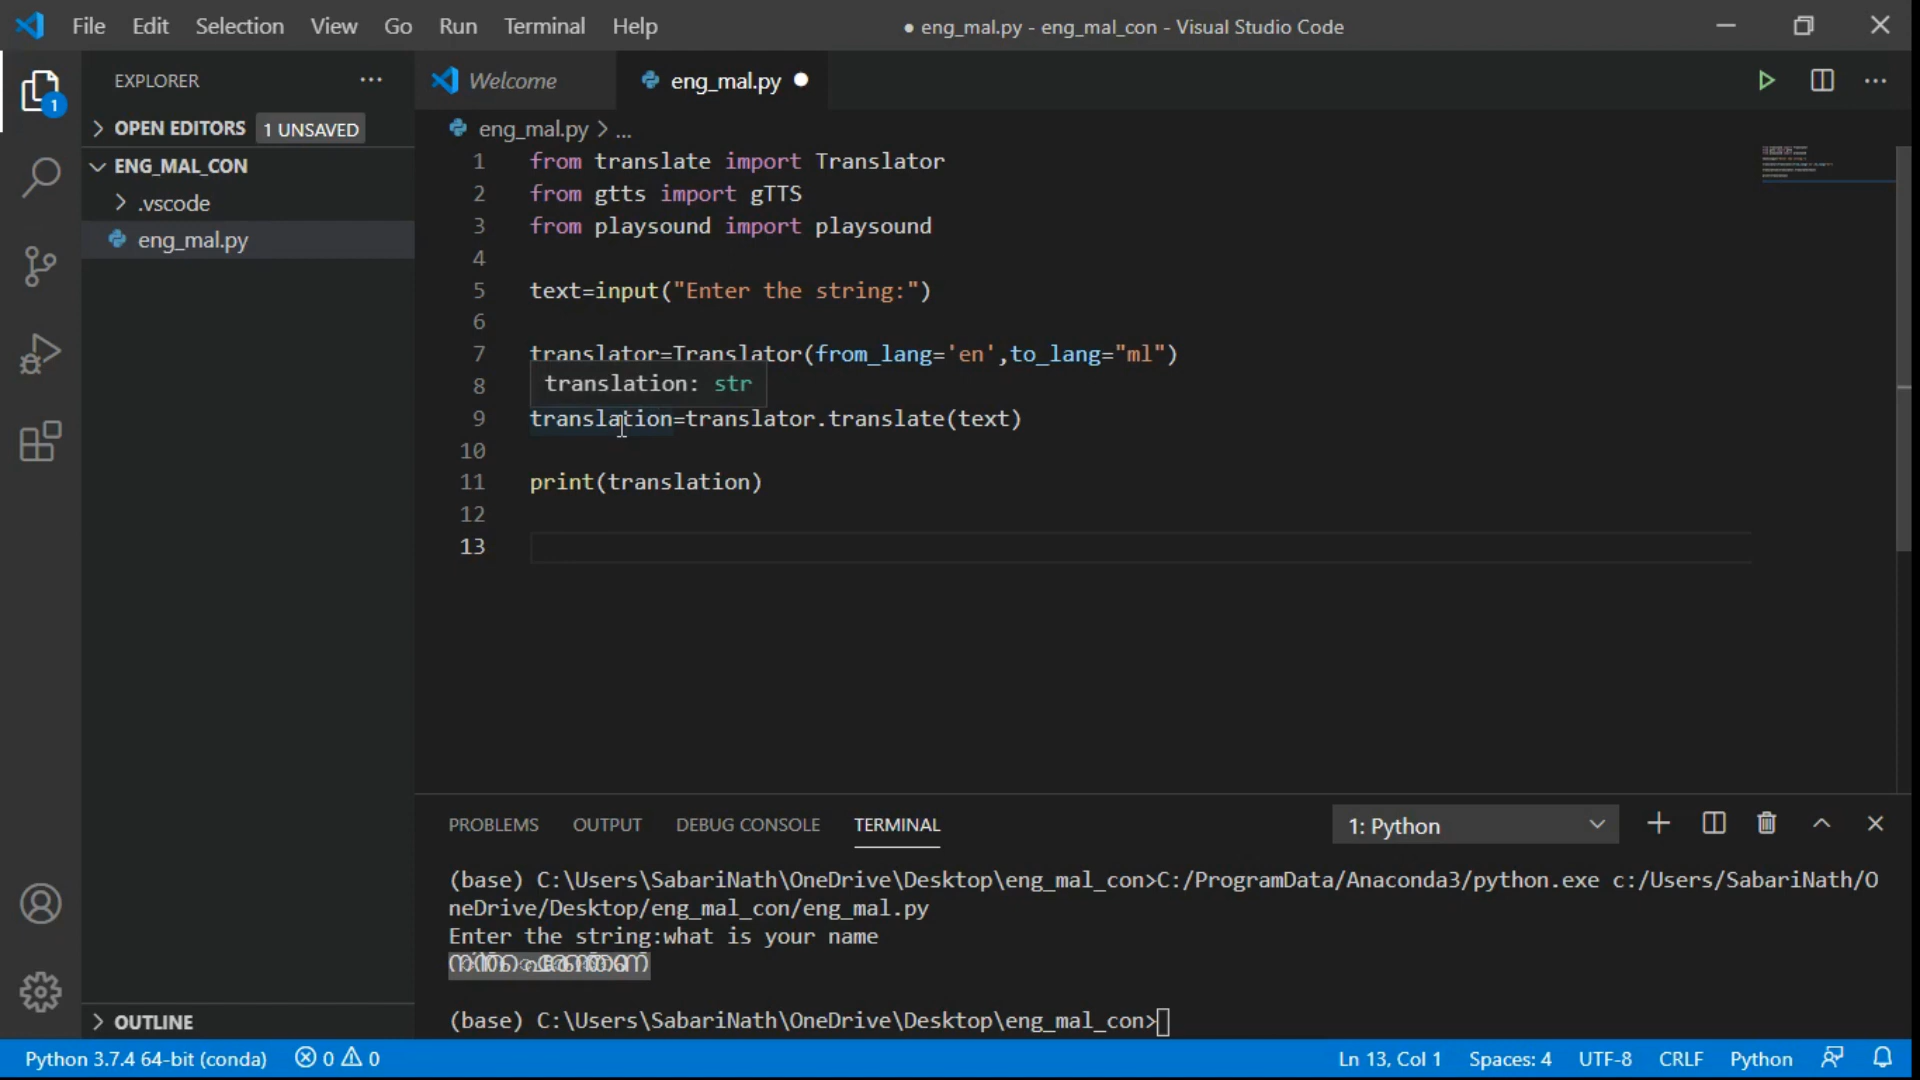 File Edit Selection View Go Run Terminal Help
● eng_mal.py - eng_mal_con - Visual Studio Code
EXPLORER
Welcome
eng_mal.py
OPEN EDITORS 1 UNSAVED
eng_mal.py > ...
ENG_MAL_CON
.vscode
eng_mal.py
1 from translate import Translator
2 from gtts import gTTS
3 from playsound import playsound
4
5 text=input("Enter the string:")
6
7 translator=Translator(from_lang='en',to_lang="ml")
translation: str
8
9 translation=translator.translate(text)
10
11 print(translation)
12
13
PROBLEMS OUTPUT DEBUG CONSOLE TERMINAL
1: Python
(base) C:\Users\SabariNath\OneDrive\Desktop\eng_mal_con>C:/ProgramData/Anaconda3/python.exe c:/Users/SabariNath/O
neDrive/Desktop/eng_mal_con/eng_mal.py
Enter the string:what is your name
(base) C:\Users\SabariNath\OneDrive\Desktop\eng_mal_con>
OUTLINE
1
Python 3.7.4 64-bit (conda) 0 0
Ln 13, Col 1 Spaces: 4 UTF-8 CRLF Python